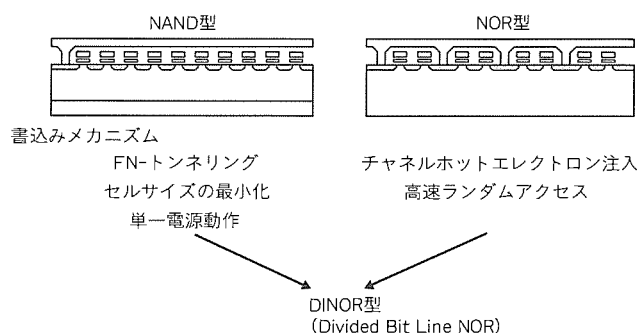 NAND型
NOR型
書込みメカニズム
FN-トンネリング
セルサイズの最小化
単一電源動作
チャネルホットエレクトロン注入
高速ランダムアクセス
DINOR型
(Divided Bit Line NOR)